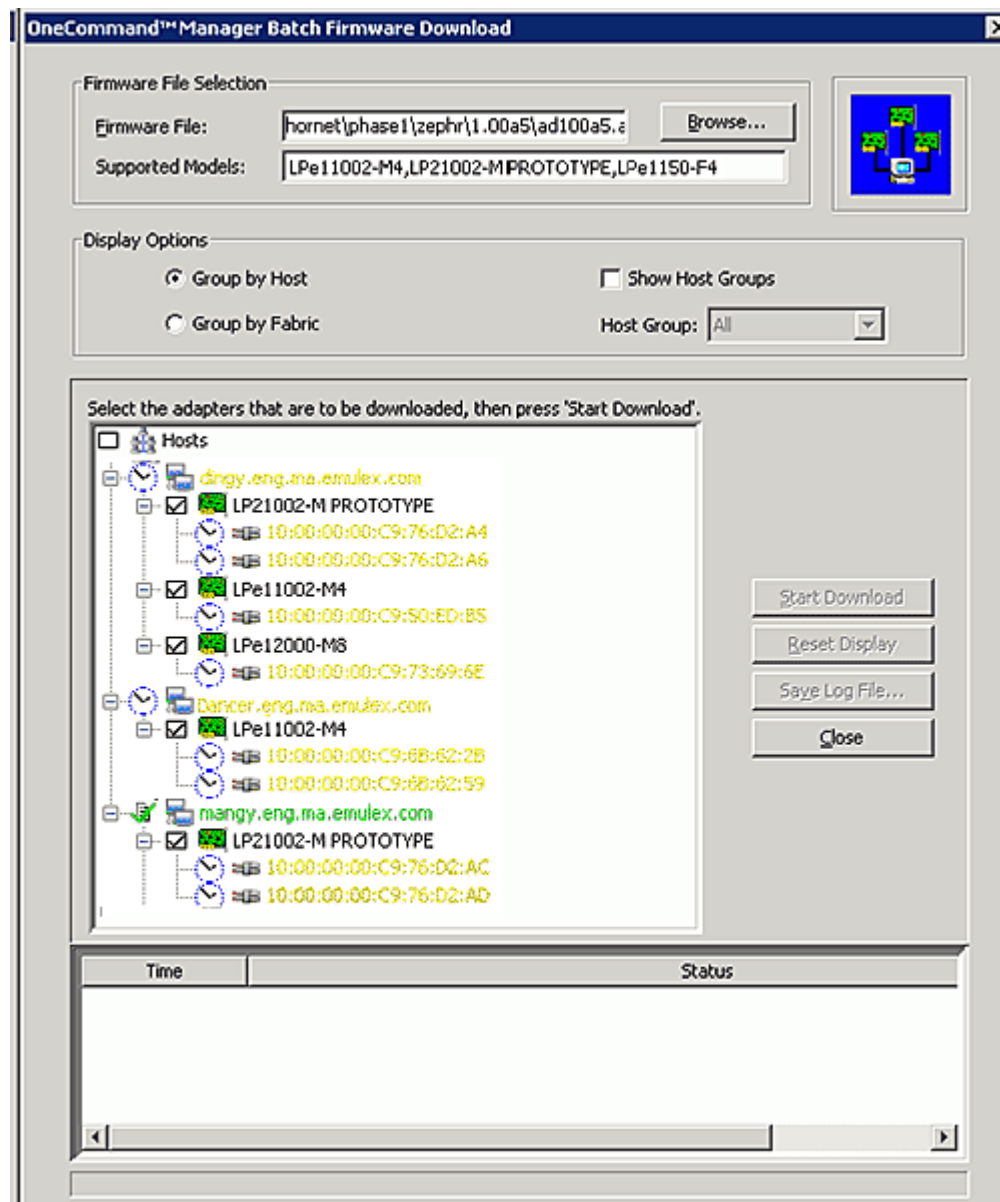 OneCommand™Manager Batch Firmware Download
Firmware File Selection
Firmware File: hornet\phase1\zephr\1.00a5\ad100a5.a Browse...
Supported Models: LPe11002-M4,LP21002-M PROTOTYPE,LPe1150-F4
Display Options
Group by Host Show Host Groups
Group by Fabric Host Group: All
Select the adapters that are to be downloaded, then press 'Start Download'.
Hosts
dingy.eng.ma.emulex.com
LP21002-M PROTOTYPE
10:00:00:00:C9:76:D2:A4
10:00:00:00:C9:76:D2:A6
LPe11002-M4
10:00:00:00:C9:50:ED:B5
LPe12000-M8
10:00:00:00:C9:73:69:6E
Dancer.eng.ma.emulex.com
LPe11002-M4
10:00:00:00:C9:6B:62:2B
10:00:00:00:C9:6B:62:59
mangy.eng.ma.emulex.com
LP21002-M PROTOTYPE
10:00:00:00:C9:76:D2:AC
10:00:00:00:C9:76:D2:AD
Start Download
Reset Display
Save Log File...
Close
Time Status